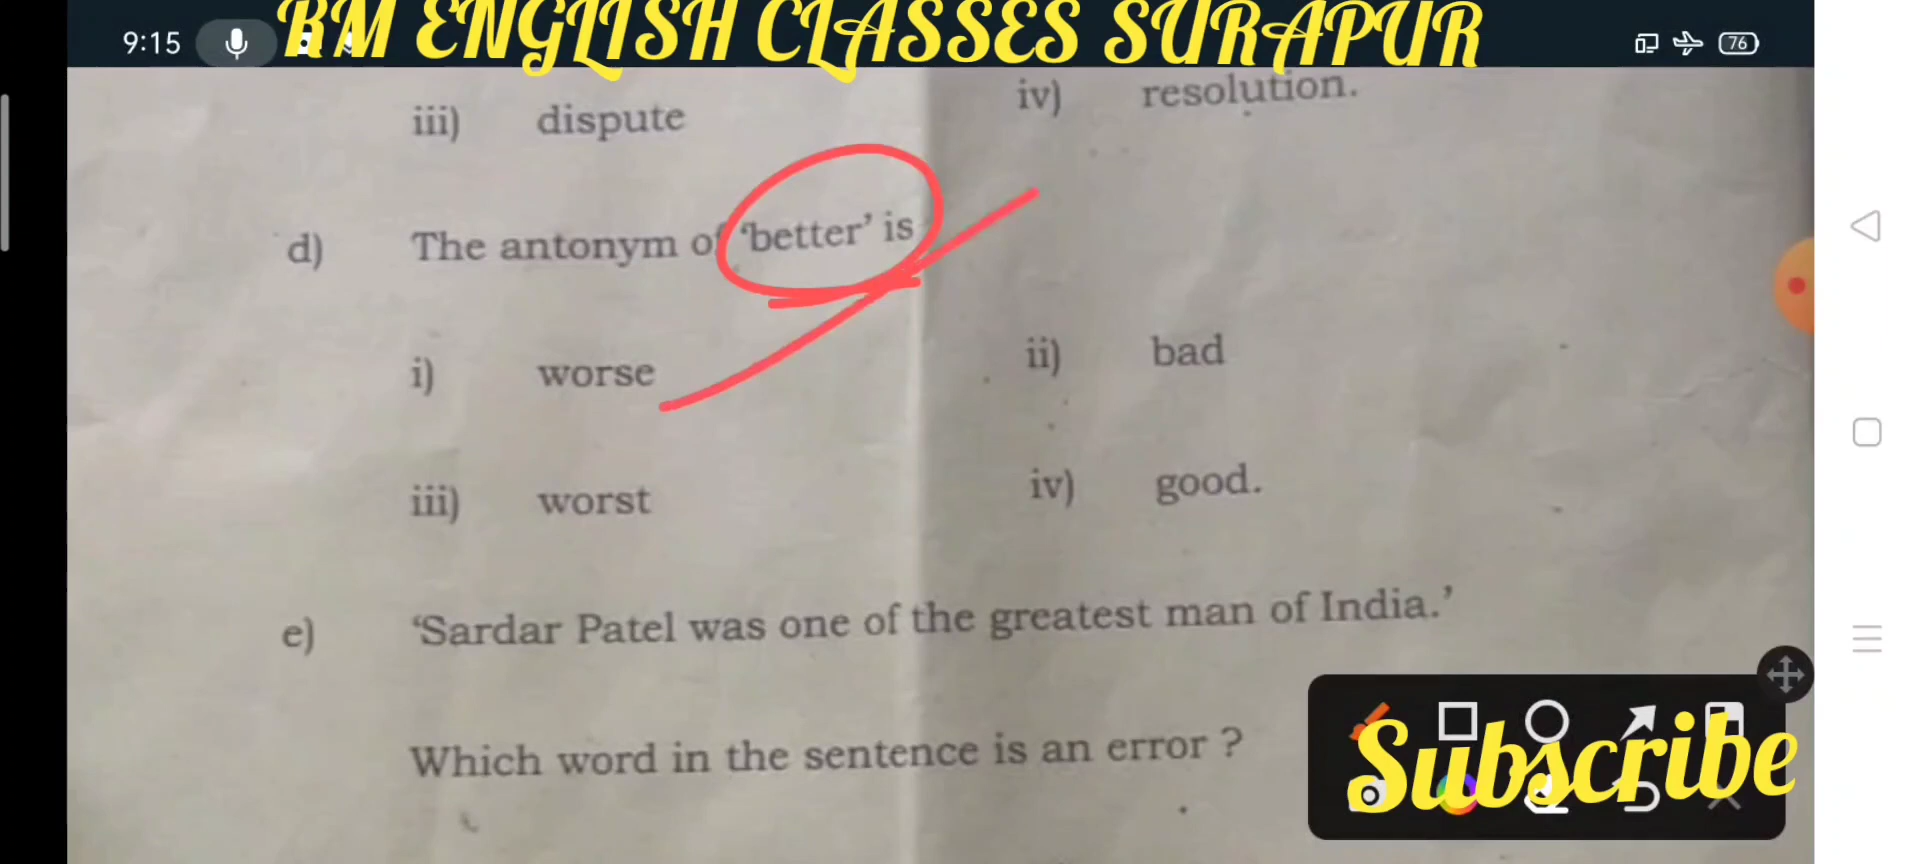 RM ENGLISH CLASSES SURAPUR
9:15
76
iii) dispute iv) resolution.
d) The antonym of 'better' is
i) worse ii) bad
iii) worst iv) good.
e) 'Sardar Patel was one of the greatest man of India.'
Which word in the sentence is an error ?
Subscribe